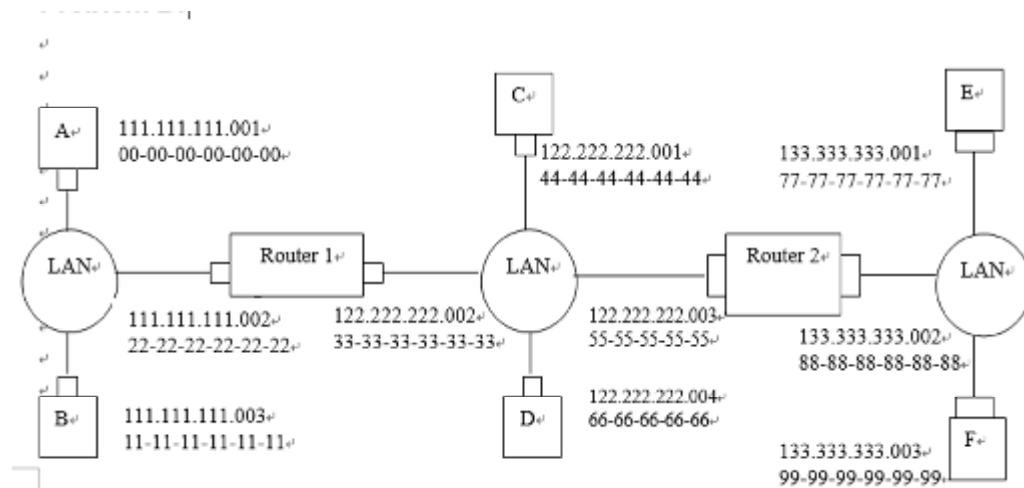 A
111.111.111.001
00-00-00-00-00-00
C
122.222.222.001
44-44-44-44-44-44
E
133.333.333.001
77-77-77-77-77-77
LAN
Router 1
LAN
Router 2
LAN
111.111.111.002
22-22-22-22-22-22
122.222.222.002
33-33-33-33-33-33
122.222.222.003
55-55-55-55-55
133.333.333.002
88-88-88-88-88-88
B
111.111.111.003
11-11-11-11-11-11
D
122.222.222.004
66-66-66-66-66
F
133.333.333.003
99-99-99-99-99-99